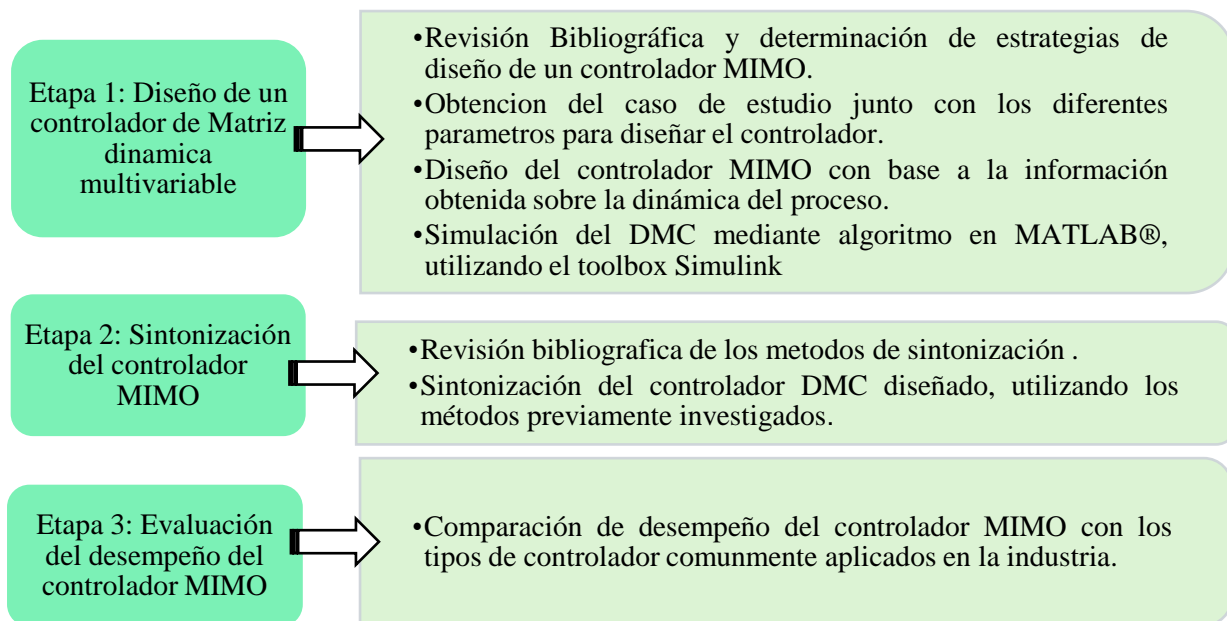 Etapa 1: Diseño de un
controlador de Matriz
dinamica
multivariable
•Revisión Bibliográfica y determinación de estrategias de
diseño de un controlador MIMO.
•Obtencion del caso de estudio junto con los diferentes
parametros para diseñar el controlador.
•Diseño del controlador MIMO con base a la información
obtenida sobre la dinámica del proceso.
•Simulación del DMC mediante algoritmo en MATLAB®,
utilizando el toolbox Simulink
Etapa 2: Sintonización
del controlador
MIMO
•Revisión bibliografica de los metodos de sintonización .
•Sintonización del controlador DMC diseñado, utilizando los
métodos previamente investigados.
Etapa 3: Evaluación
del desempeño del
controlador MIMO
•Comparación de desempeño del controlador MIMO con los
tipos de controlador comunmente aplicados en la industria.